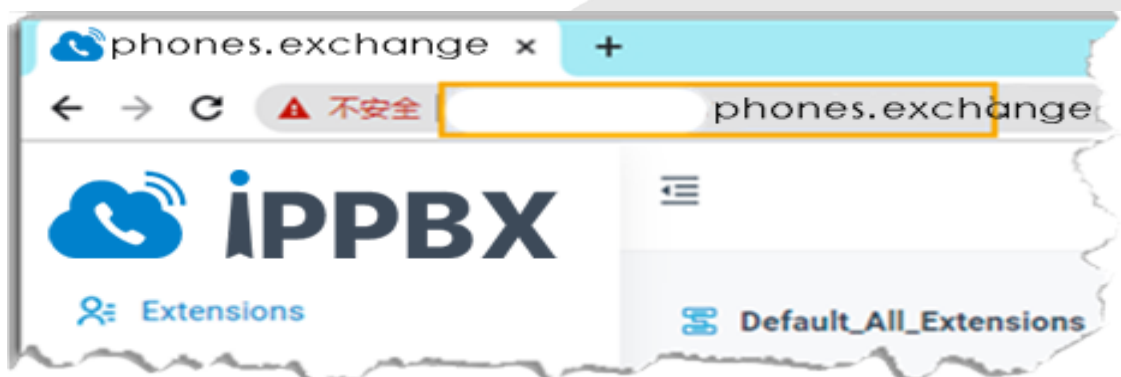 phones.exchange
不安全 phones.exchange
iPPBX
Extensions
Default_All_Extensions